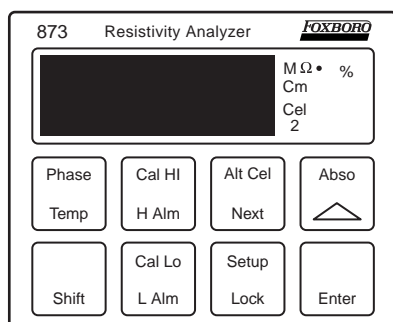 873 Resistivity Analyzer FOXBORO
M Ω • %
Cm
Cel
2
Phase Cal HI Alt Cel Abso
Temp H Alm Next
Cal Lo Setup
Shift L Alm Lock Enter